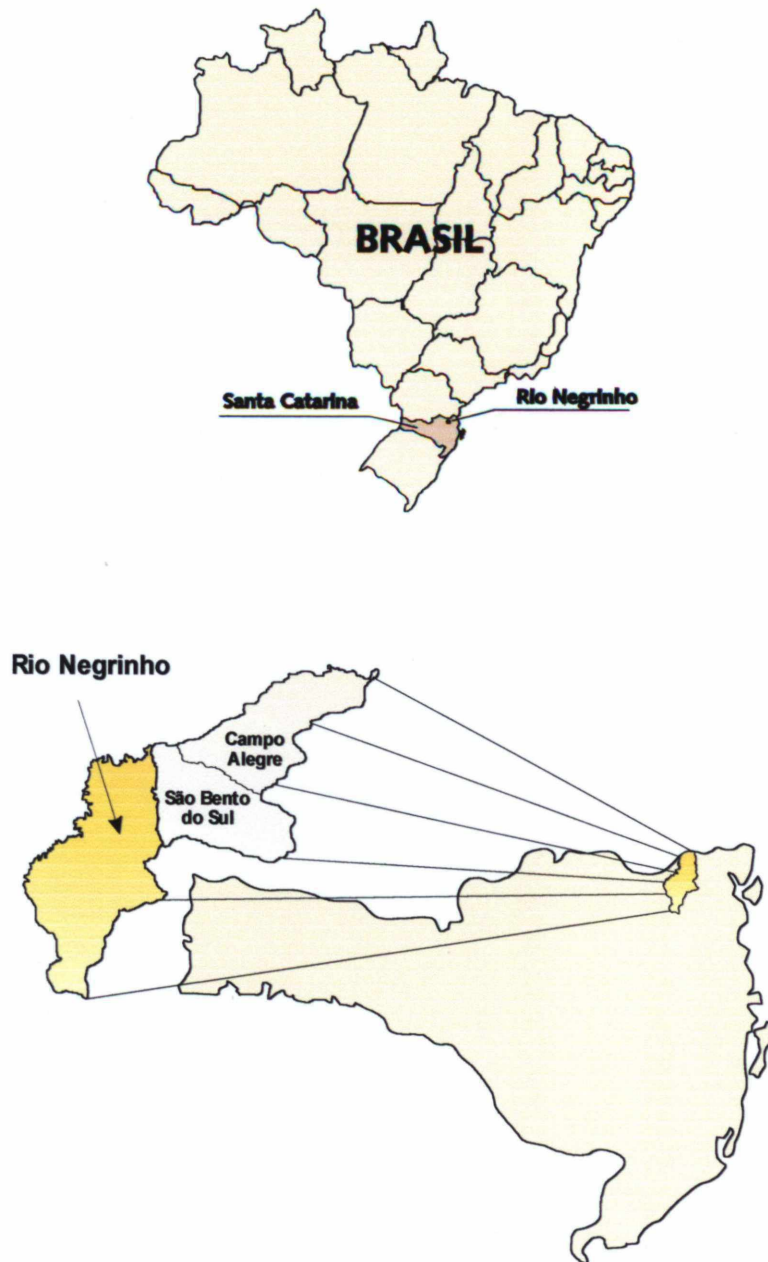 BRASIL
Santa Catarina
Rio Negrinho
Rio Negrinho
Campo
Alegre
São Bento
do Sul